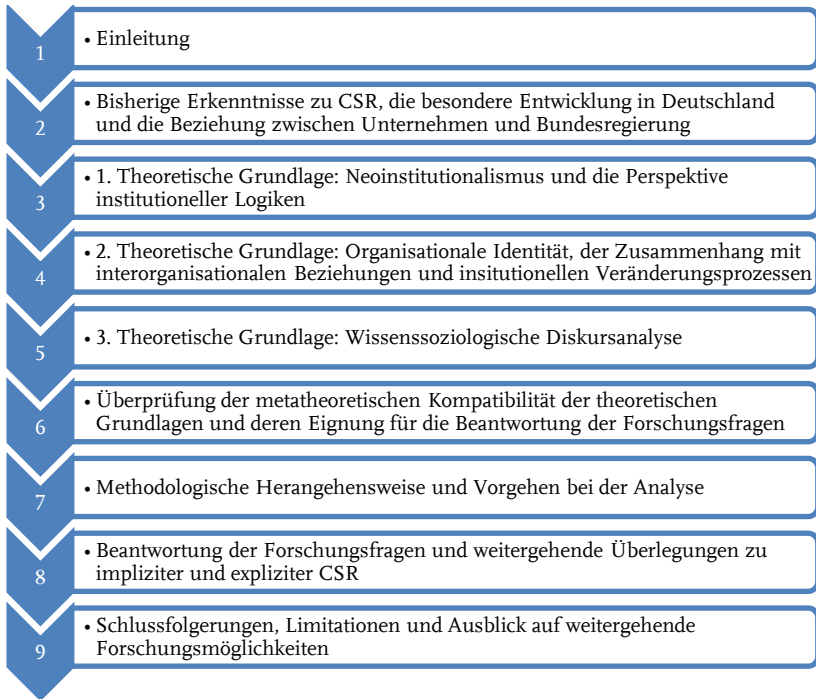 1
• Einleitung
2
• Bisherige Erkenntnisse zu CSR, die besondere Entwicklung in Deutschland
und die Beziehung zwischen Unternehmen und Bundesregierung
3
• 1. Theoretische Grundlage: Neoinstitutionalismus und die Perspektive
institutioneller Logiken
4
• 2. Theoretische Grundlage: Organisationale Identität, der Zusammenhang mit
interorganisationalen Beziehungen und insitutionellen Veränderungsprozessen
5
• 3. Theoretische Grundlage: Wissenssoziologische Diskursanalyse
6
• Überprüfung der metatheoretischen Kompatibilität der theoretischen
Grundlagen und deren Eignung für die Beantwortung der Forschungsfragen
7
• Methodologische Herangehensweise und Vorgehen bei der Analyse
8
• Beantwortung der Forschungsfragen und weitergehende Überlegungen zu
impliziter und expliziter CSR
9
• Schlussfolgerungen, Limitationen und Ausblick auf weitergehende
Forschungsmöglichkeiten